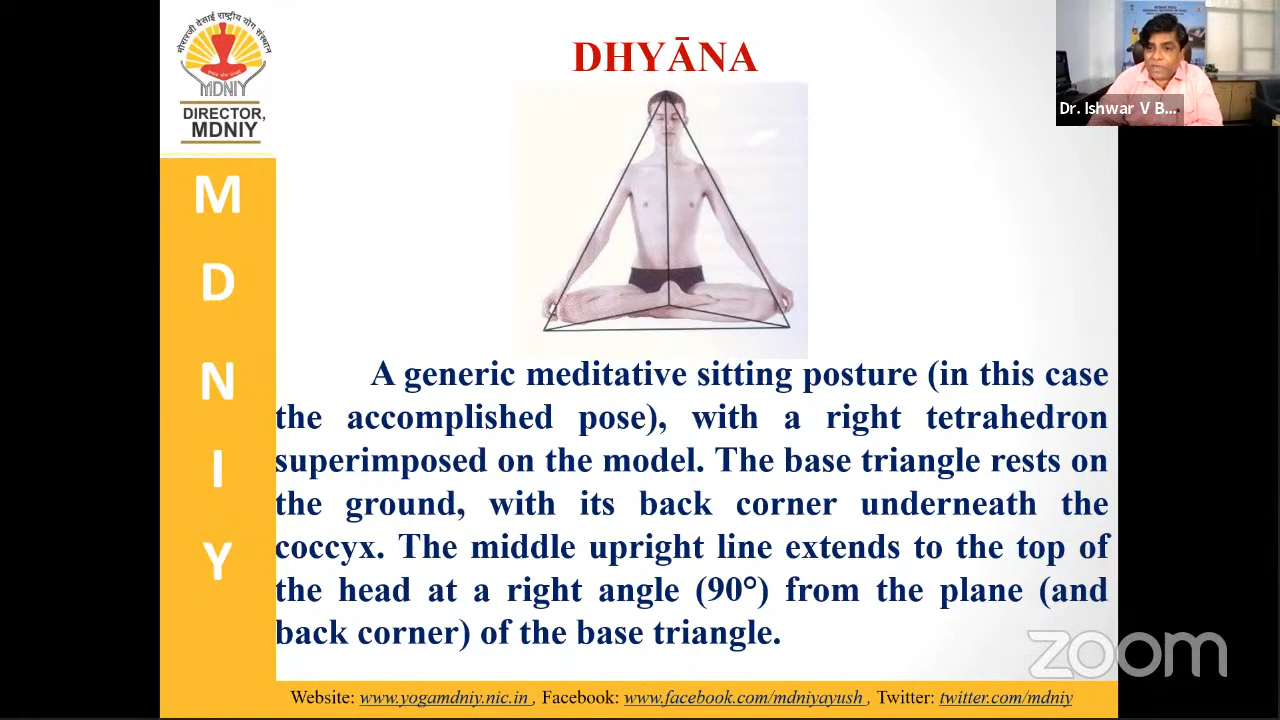 मोरारजी देसाई राष्ट्रीय योग संस्थान
MDNIY
DIRECTOR,
MDNIY
M
D
N
I
Y
DHYĀNA
Dr. Ishwar V B...
A generic meditative sitting posture (in this case
the accomplished pose), with a right tetrahedron
superimposed on the model. The base triangle rests on
the ground, with its back corner underneath the
coccyx. The middle upright line extends to the top of
the head at a right angle (90°) from the plane (and
back corner) of the base triangle.
zoom
Website: www.yogamdniy.nic.in , Facebook: www.facebook.com/mdniyayush , Twitter: twitter.com/mdniy